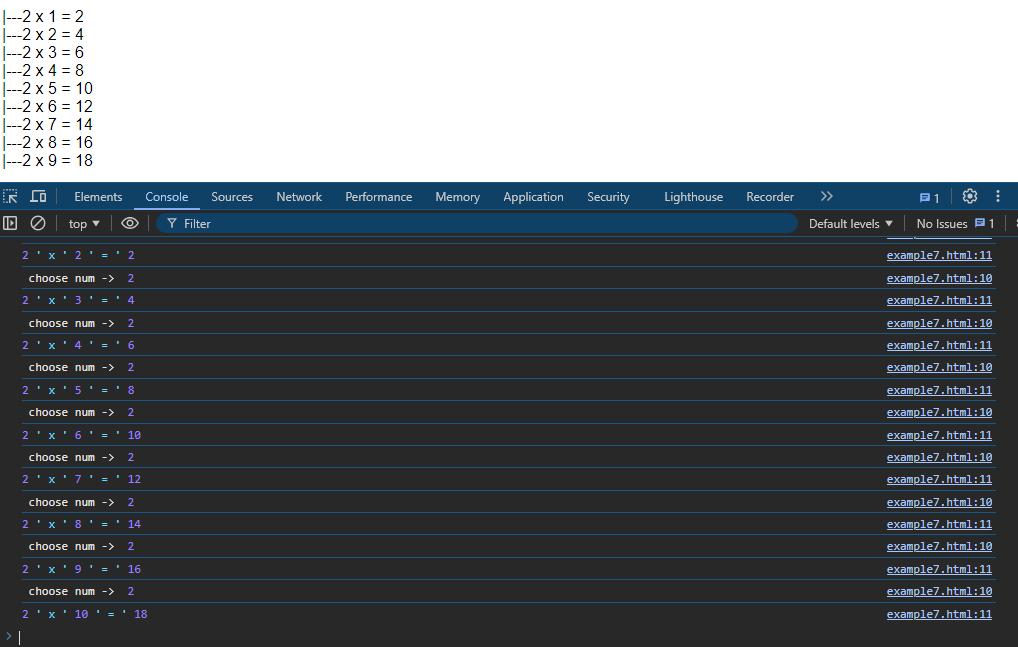 |---2 x 1 = 2
|---2 x 2 = 4
|---2 x 3 = 6
|---2 x 4 = 8
|---2 x 5 = 10
|---2 x 6 = 12
|---2 x 7 = 14
|---2 x 8 = 16
|---2 x 9 = 18
Elements Console Sources Network Performance Memory Application Security Lighthouse Recorder 1
top Filter Default levels No Issues 1
2 ' x ' 2 ' = ' 2 example7.html:11
choose num -> 2 example7.html:10
2 ' x ' 3 ' = ' 4 example7.html:11
choose num -> 2 example7.html:10
2 ' x ' 4 ' = ' 6 example7.html:11
choose num -> 2 example7.html:10
2 ' x ' 5 ' = ' 8 example7.html:11
choose num -> 2 example7.html:10
2 ' x ' 6 ' = ' 10 example7.html:11
choose num -> 2 example7.html:10
2 ' x ' 7 ' = ' 12 example7.html:11
choose num -> 2 example7.html:10
2 ' x ' 8 ' = ' 14 example7.html:11
choose num -> 2 example7.html:10
2 ' x ' 9 ' = ' 16 example7.html:11
choose num -> 2 example7.html:10
2 ' x ' 10 ' = ' 18 example7.html:11